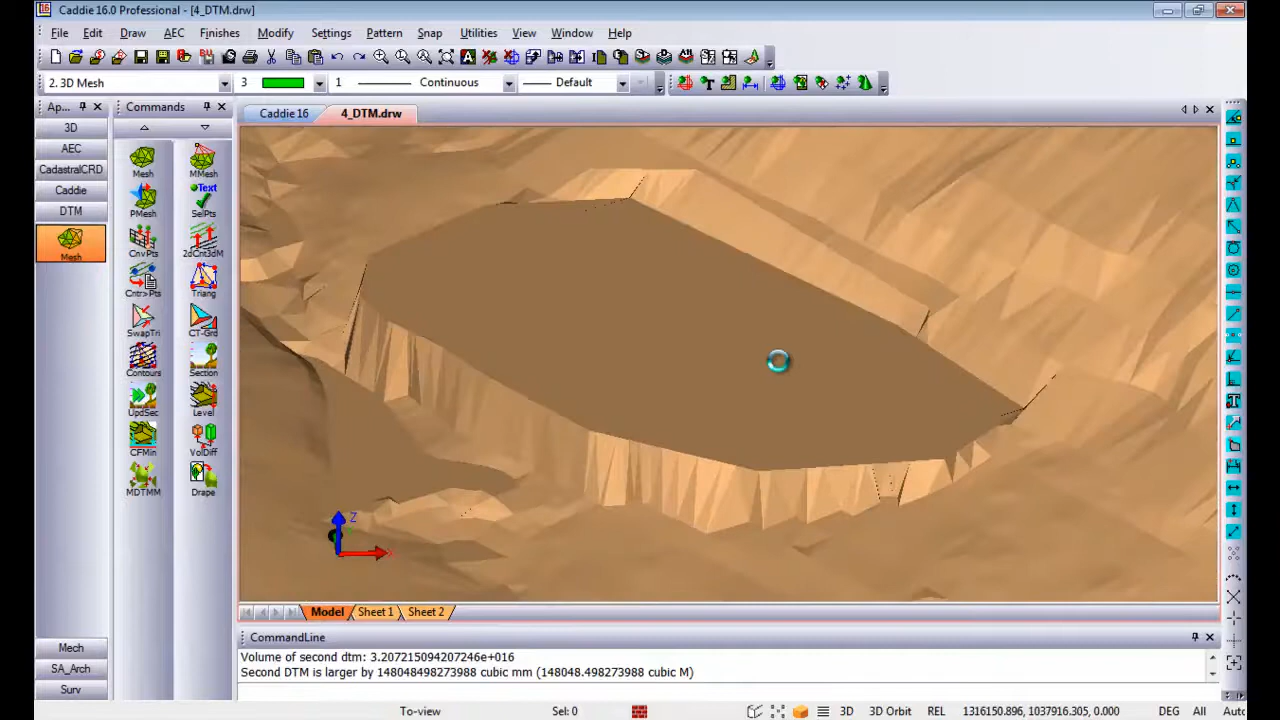 Caddie 16.0 Professional - [4_DTM.drw]
File Edit Draw AEC Finishes Modify Settings Pattern Snap Utilities View Window Help
2. 3D Mesh 3 1 Continuous Default
Ap... Commands Caddie 16 4_DTM.drw
3D
AEC
CadastralCRD
Caddie
DTM
Mesh
Mech
SA_Arch
Surv
Mesh MMesh
PMesh SelPts
CnvPts 2dCnt3dM
Cntr>Pts Triang
SwapTri CT-Grd
Contours Section
UpdSec Level
CFMin VolDiff
MDTMM Drape
Text
Z
Model Sheet 1 Sheet 2
CommandLine
Volume of second dtm: 3.207215094207246e+016
Second DTM is larger by 148048498273988 cubic mm (148048.498273988 cubic M)
To-view Sel: 0 3D 3D Orbit REL 1316150.896, 1037916.305, 0.000 DEG All Auto